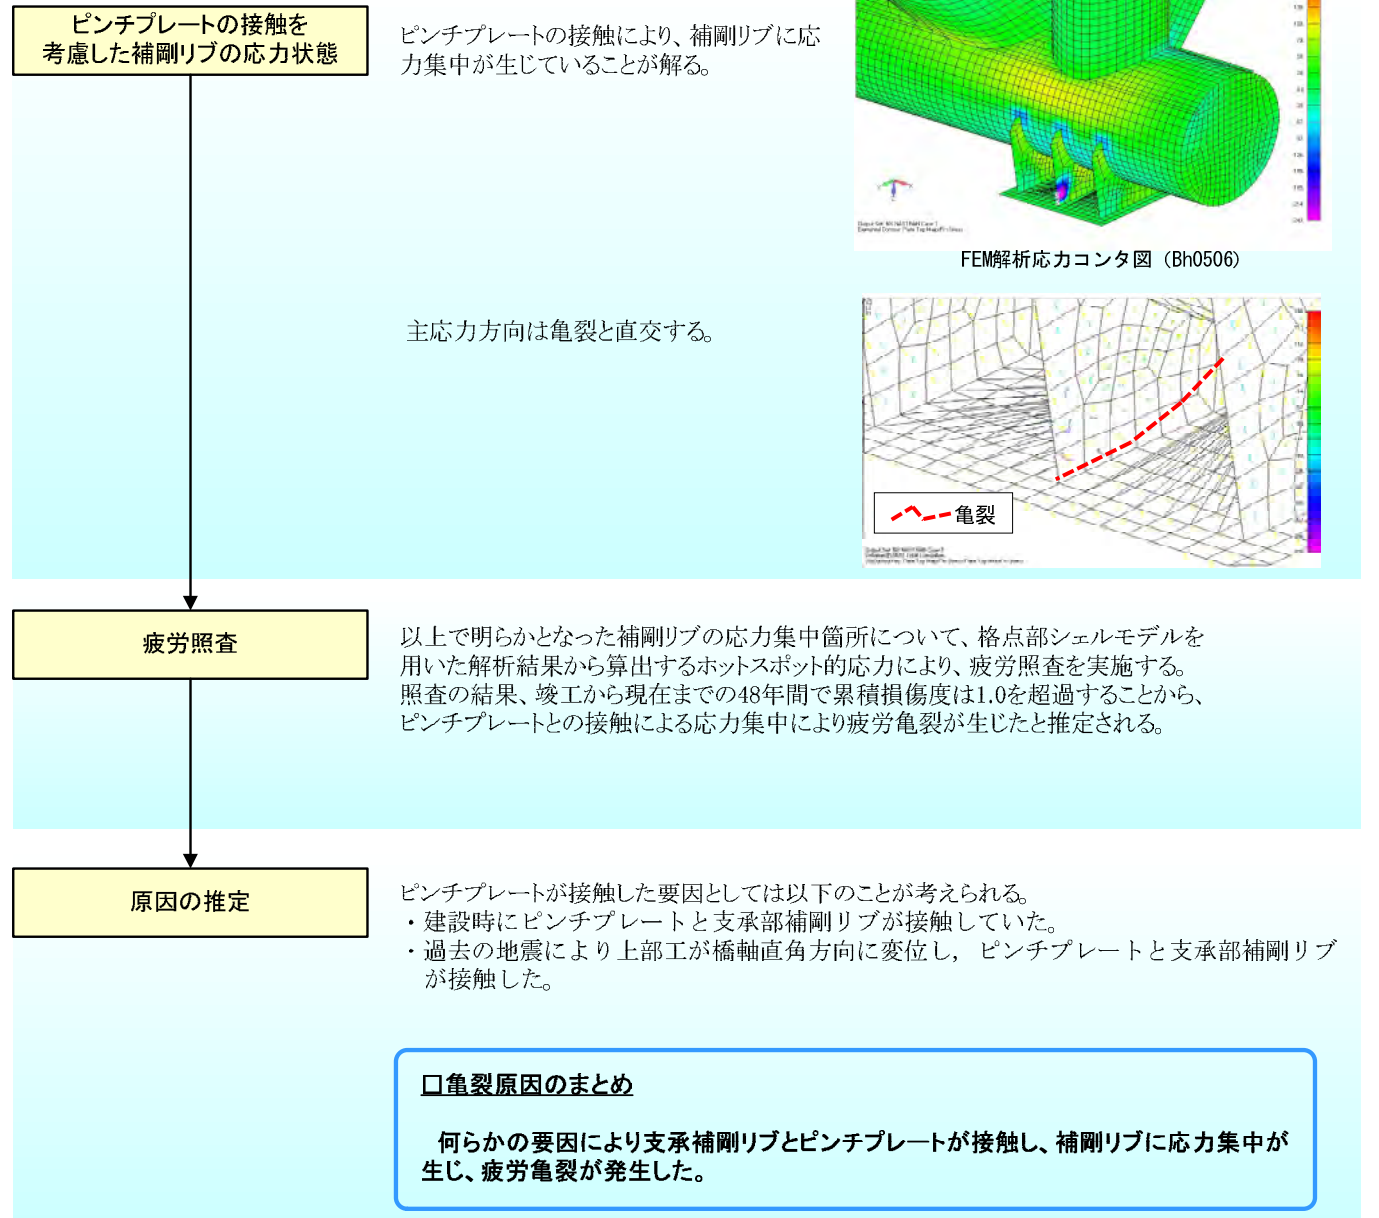 ピンチプレートの接触を
考慮した補剛リブの応力状態
ピンチプレートの接触により、補剛リブに応
力集中が生じていることが解る。
FEM解析応力コンタ図（Bh0506）
主応力方向は亀裂と直交する。
亀裂
疲労照査
以上で明らかとなった補剛リブの応力集中箇所について、格点部シェルモデルを
用いた解析結果から算出するホットスポット的応力により、疲労照査を実施する。
照査の結果、竣工から現在までの48年間で累積損傷度は1.0を超過することから、
ピンチプレートとの接触による応力集中により疲労亀裂が生じたと推定される。
原因の推定
ピンチプレートが接触した要因としては以下のことが考えられる。
・建設時にピンチプレートと支承部補剛リブが接触していた。
・過去の地震により上部工が橋軸直角方向に変位し，ピンチプレートと支承部補剛リブ
が接触した。
口亀裂原因のまとめ
何らかの要因により支承補剛リブとピンチプレートが接触し、補剛リブに応力集中が
生じ、疲労亀裂が発生した。